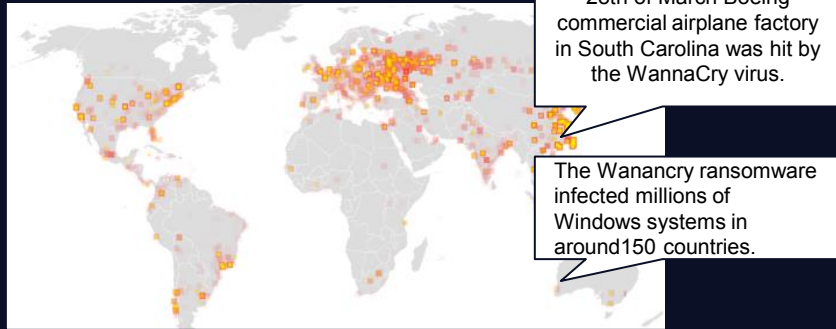 28th of March Boeing
commercial airplane factory
in South Carolina was hit by
the WannaCry virus.
The Wanancry ransomware
infected millions of
Windows systems in
around150 countries.